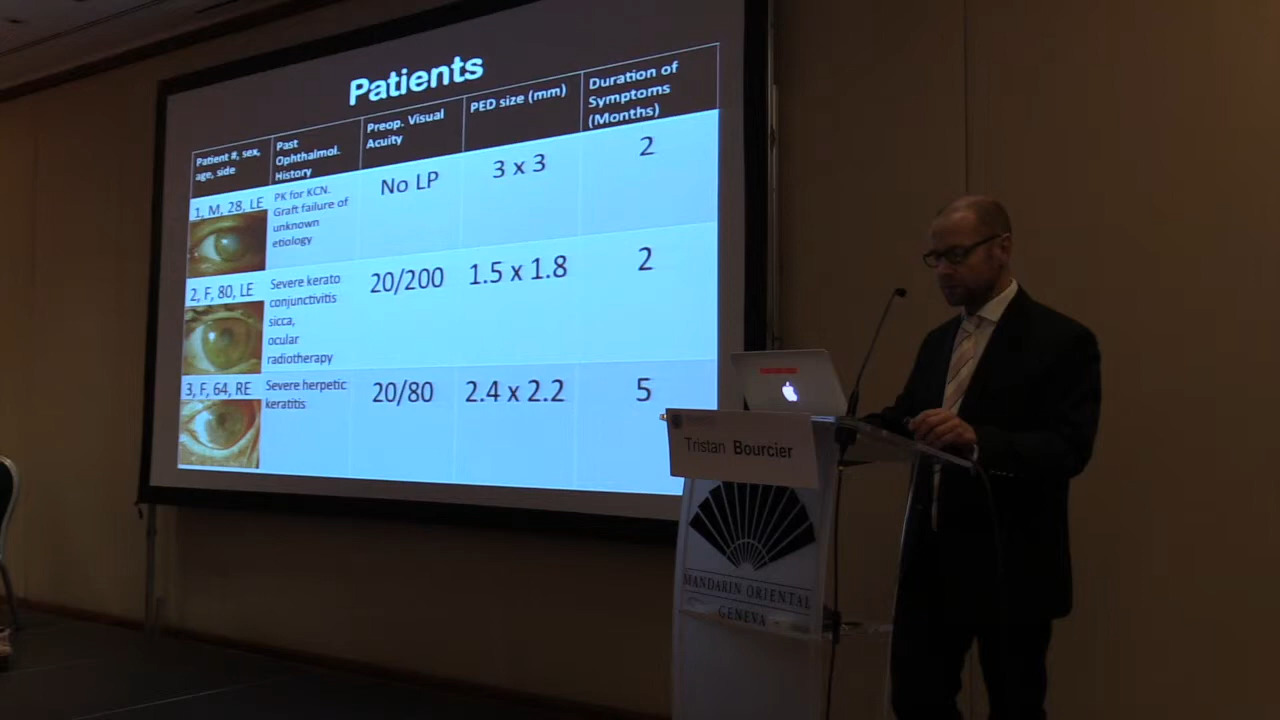 Patients
Patient #, sex,
age, side
Past
Ophthalmol.
History
Preop. Visual
Acuity
PED size (mm)
Duration of
Symptoms
(Months)
1, M, 28, LE
PK for KCN.
Graft failure of
unknown
etiology
No LP
3 x 3
2
2, F, 80, LE
Severe kerato
conjunctivitis
sicca,
ocular
radiotherapy
20/200
1.5 x 1.8
2
3, F, 64, RE
Severe herpetic
keratitis
20/80
2.4 x 2.2
5
Tristan Bourcier
MANDARIN ORIENTAL
GENEVA